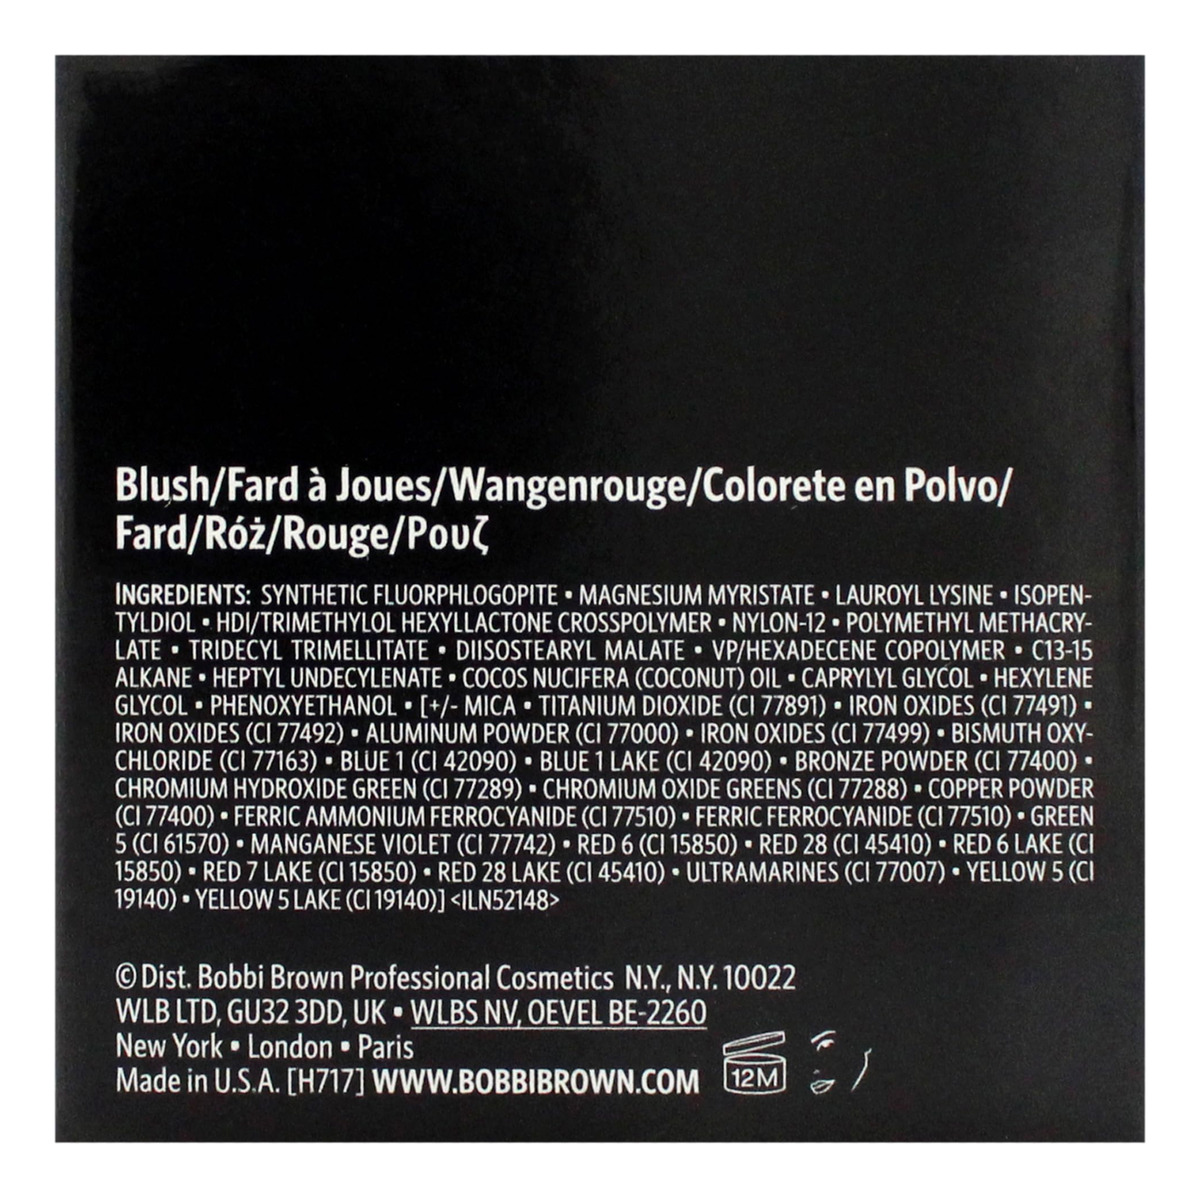 Blush/Fard à Joues/Wangenrouge/Colorete en Polvo/
Fard/Róż/Rouge/Ρουζ
INGREDIENTS: SYNTHETIC FLUORPHLOGOPITE • MAGNESIUM MYRISTATE • LAUROYL LYSINE • ISOPEN-
TYLDIOL • HDI/TRIMETHYLOL HEXYLLACTONE CROSSPOLYMER • NYLON-12 • POLYMETHYL METHACRY-
LATE • TRIDECYL TRIMELLITATE • DIISOSTEARYL MALATE • VP/HEXADECENE COPOLYMER • C13-15
ALKANE • HEPTYL UNDECYLENATE • COCOS NUCIFERA (COCONUT) OIL • CAPRYLYL GLYCOL • HEXYLENE
GLYCOL • PHENOXYETHANOL • [+/- MICA • TITANIUM DIOXIDE (CI 77891) • IRON OXIDES (CI 77491) •
IRON OXIDES (CI 77492) • ALUMINUM POWDER (CI 77000) • IRON OXIDES (CI 77499) • BISMUTH OXY-
CHLORIDE (CI 77163) • BLUE 1 (CI 42090) • BLUE 1 LAKE (CI 42090) • BRONZE POWDER (CI 77400) •
CHROMIUM HYDROXIDE GREEN (CI 77289) • CHROMIUM OXIDE GREENS (CI 77288) • COPPER POWDER
(CI 77400) • FERRIC AMMONIUM FERROCYANIDE (CI 77510) • FERRIC FERROCYANIDE (CI 77510) • GREEN
5 (CI 61570) • MANGANESE VIOLET (CI 77742) • RED 6 (CI 15850) • RED 28 (CI 45410) • RED 6 LAKE (CI
15850) • RED 7 LAKE (CI 15850) • RED 28 LAKE (CI 45410) • ULTRAMARINES (CI 77007) • YELLOW 5 (CI
19140) • YELLOW 5 LAKE (CI 19140)] <ILN52148>
© Dist. Bobbi Brown Professional Cosmetics N.Y., N.Y. 10022
WLB LTD, GU32 3DD, UK • WLBS NV, OEVEL BE-2260
New York • London • Paris
Made in U.S.A. [H717] WWW.BOBBIBROWN.COM
12M